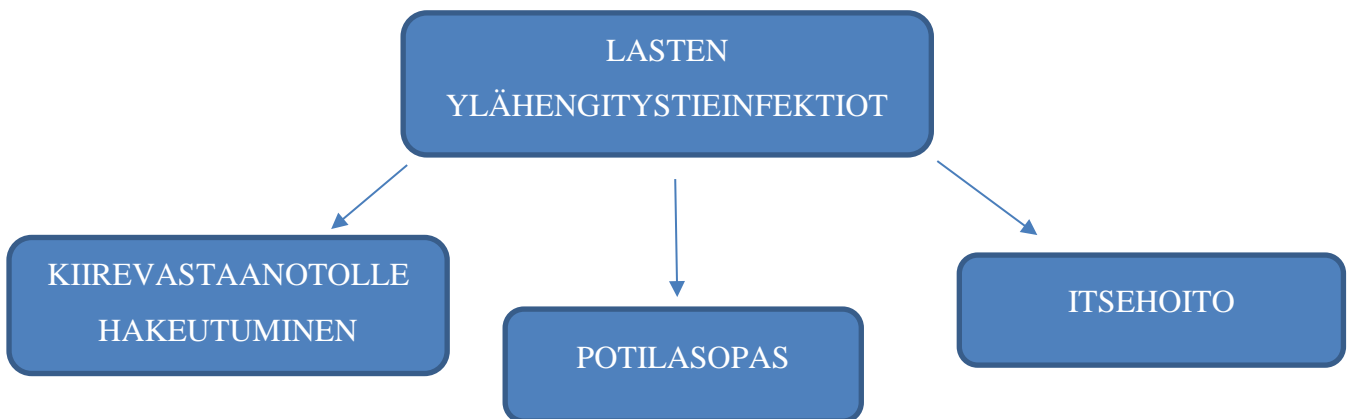 LASTEN
YLÄHENGITYSTIEINFEKTIOT
KIIREVASTAANOTOLLE
HAKEUTUMINEN
POTILASOPAS
ITSEHOITO